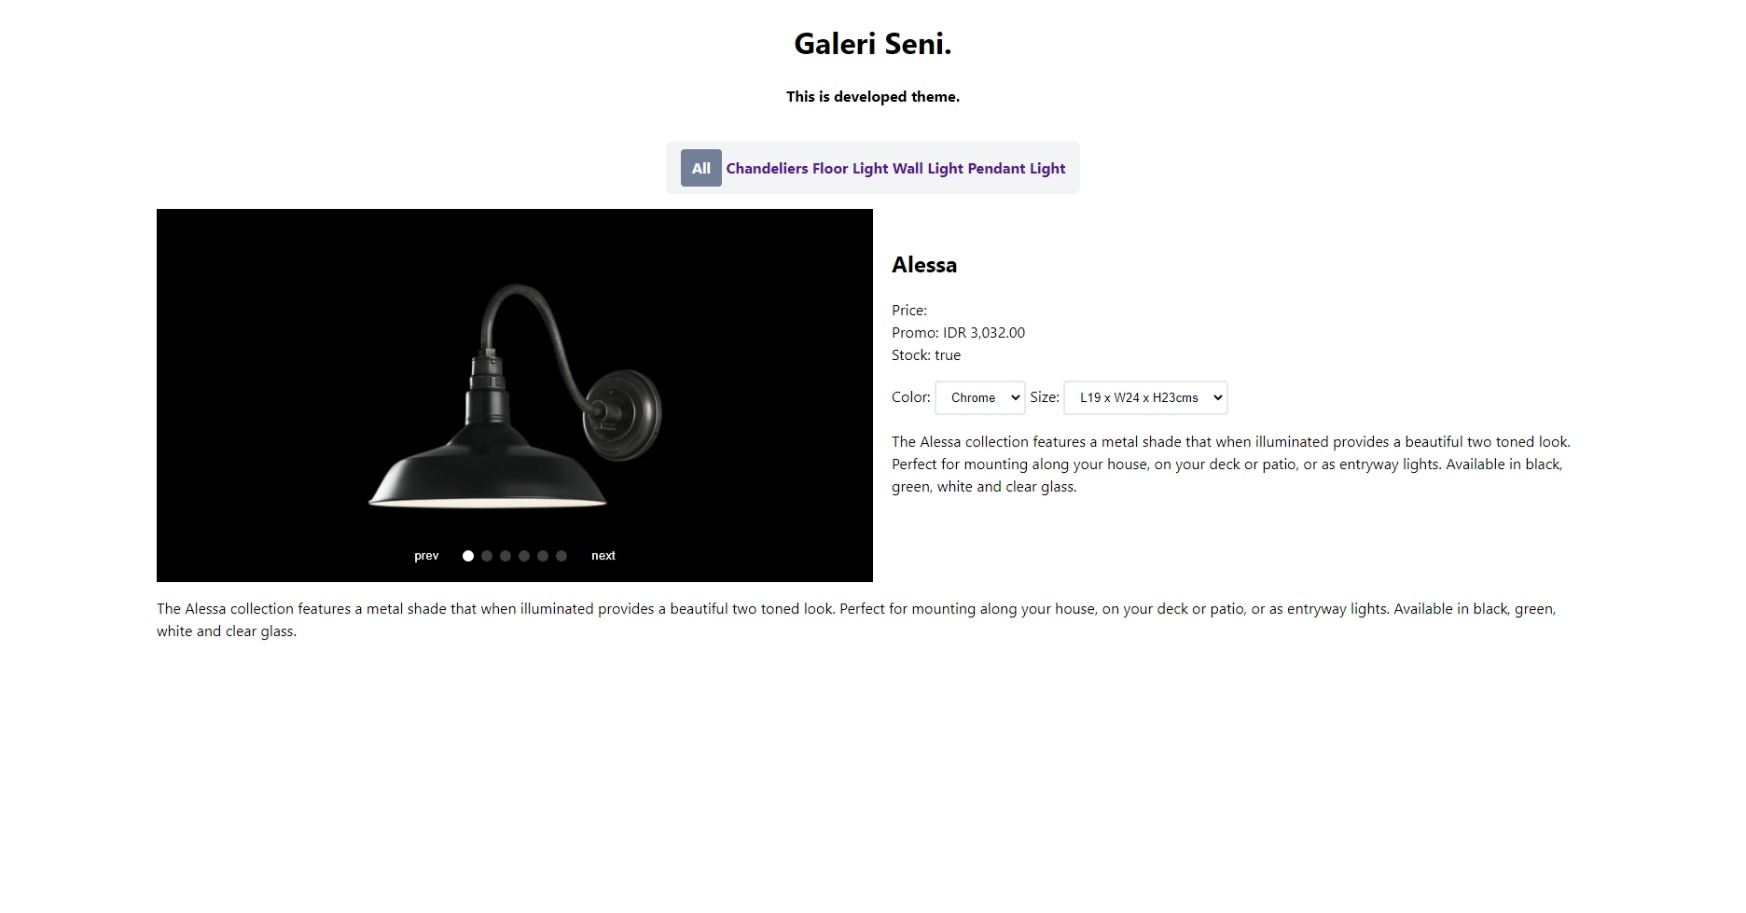 Galeri Seni.
This is developed theme.
All Chandeliers Floor Light Wall Light Pendant Light
Alessa
Price:
Promo: IDR 3,032.00
Stock: true
Color: Chrome Size: L19 x W24 x H23cms
The Alessa collection features a metal shade that when illuminated provides a beautiful two toned look.
Perfect for mounting along your house, on your deck or patio, or as entryway lights. Available in black,
green, white and clear glass.
prev next
The Alessa collection features a metal shade that when illuminated provides a beautiful two toned look. Perfect for mounting along your house, on your deck or patio, or as entryway lights. Available in black, green,
white and clear glass.